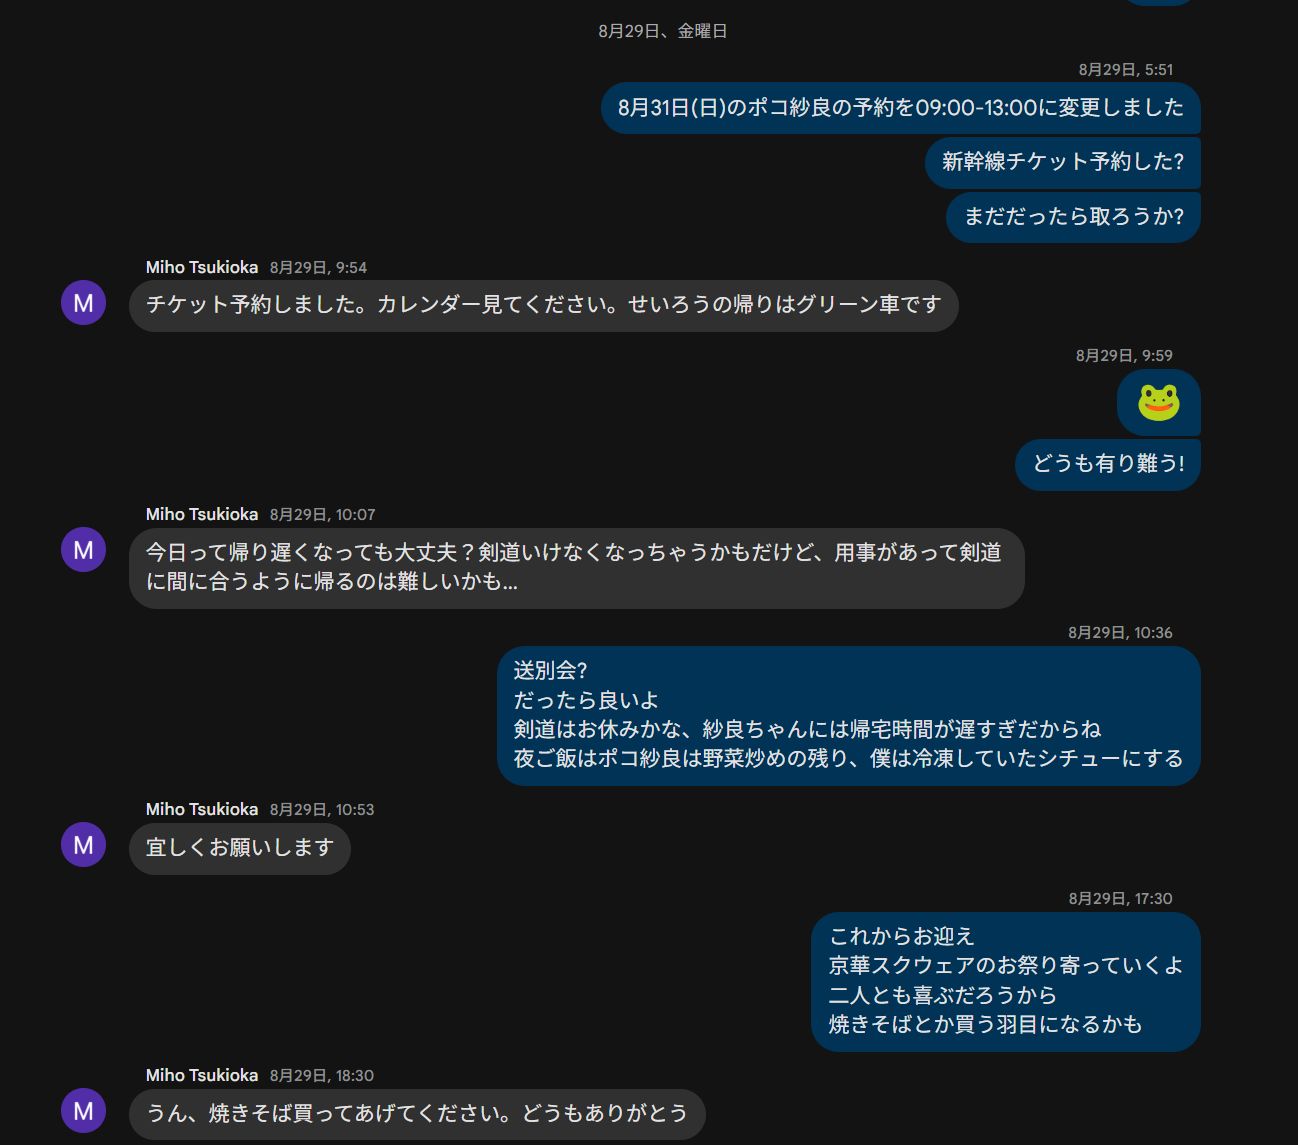 8月29日、金曜日
8月29日, 5:51
8月31日(日)のポコ紗良の予約を09:00-13:00に変更しました
新幹線チケット予約した?
まだだったら取ろうか?
Miho Tsukioka 8月29日, 9:54
M
チケット予約しました。カレンダー見てください。せいろうの帰りはグリーン車です
8月29日, 9:59
🐸
どうも有り難う!
Miho Tsukioka 8月29日, 10:07
M
今日って帰り遅くなっても大丈夫？剣道いけなくなっちゃうかもだけど、用事があって剣道
に間に合うように帰るのは難しいかも...
8月29日, 10:36
送別会?
だったら良いよ
剣道はお休みかな、紗良ちゃんには帰宅時間が遅すぎだからね
夜ご飯はポコ紗良は野菜炒めの残り、僕は冷凍していたシチューにする
Miho Tsukioka 8月29日, 10:53
M
宜しくお願いします
8月29日, 17:30
これからお迎え
京華スクウェアのお祭り寄っていくよ
二人とも喜ぶだろうから
焼きそばとか買う羽目になるかも
Miho Tsukioka 8月29日, 18:30
M
うん、焼きそば買ってあげてください。どうもありがとう